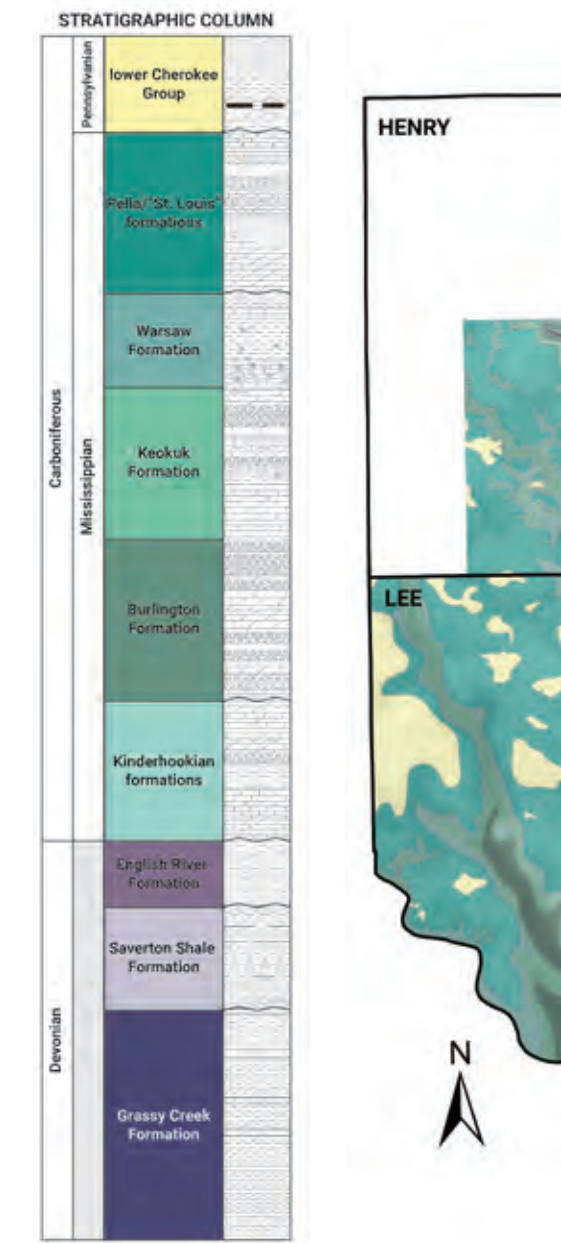 STRATIGRAPHIC COLUMN
Carboniferous
Pennsylvanian
lower Cherokee
Group
Mississippian
Pella/"St. Louis"
formations
Warsaw
Formation
Keokuk
Formation
Burlington
Formation
Kinderhookian
formations
Devonian
English River
Formation
Saverton Shale
Formation
Grassy Creek
Formation
HENRY
LEE
N